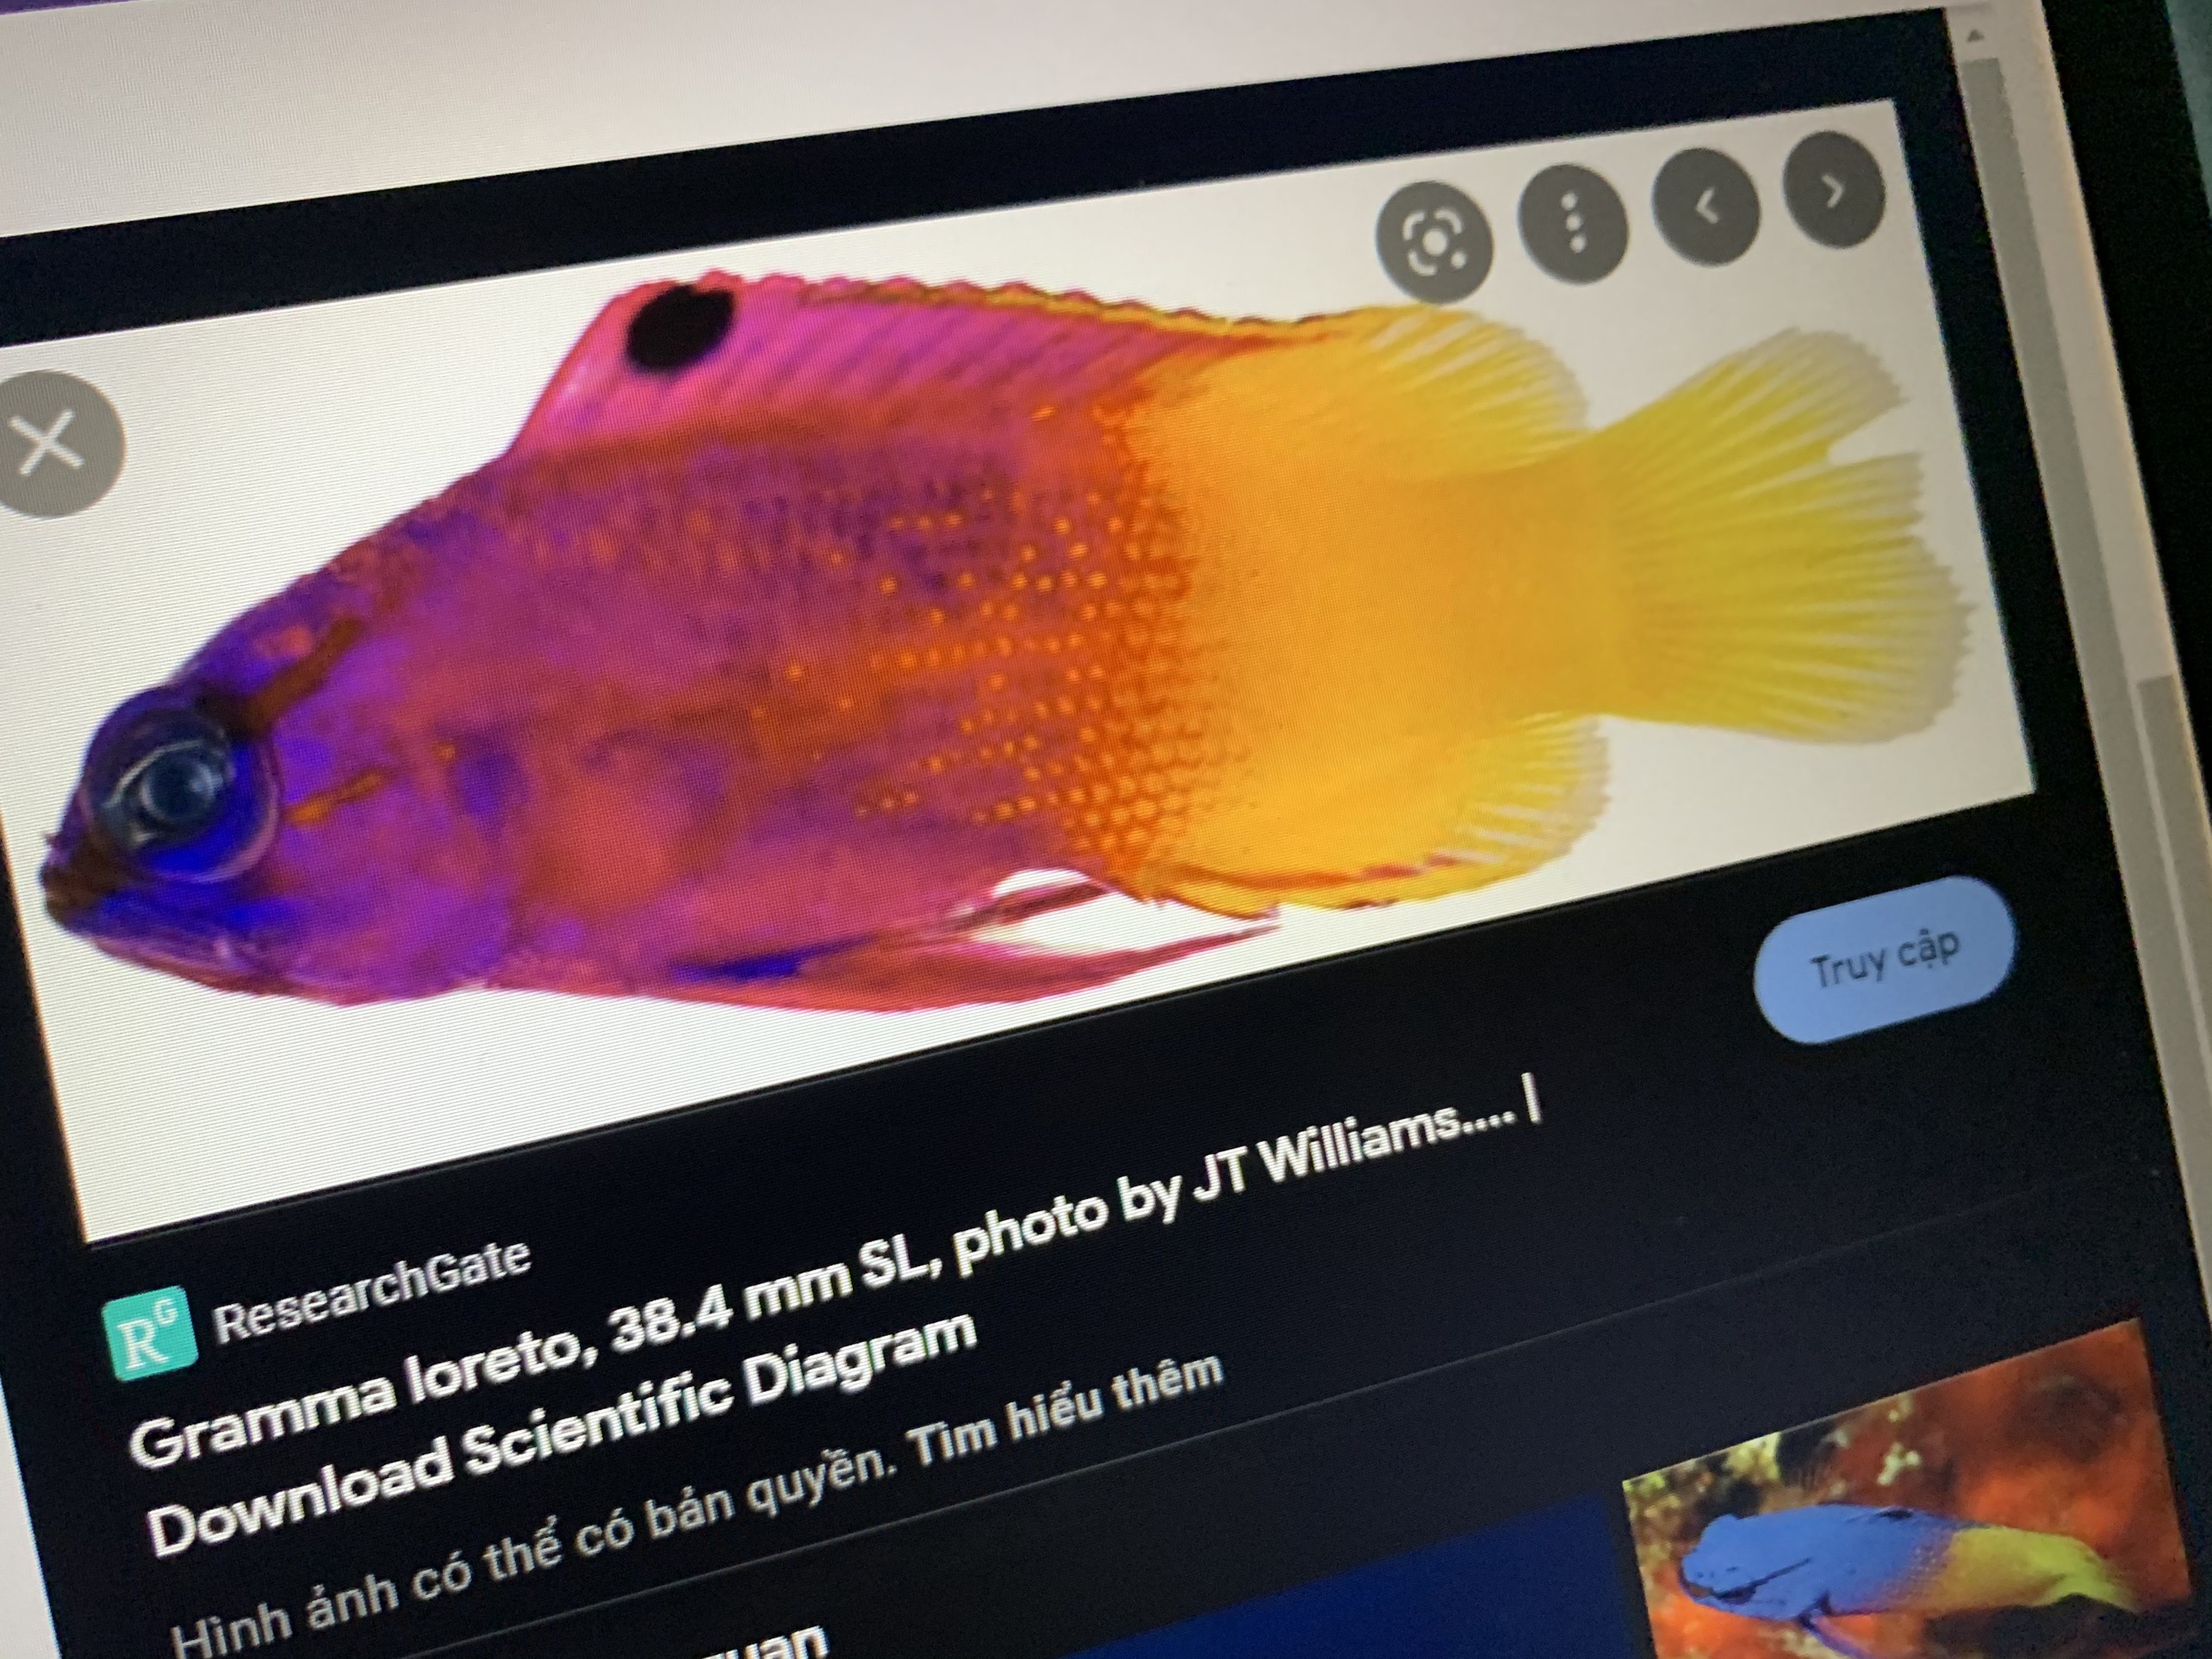 Truy cập
RG ResearchGate
Gramma loreto, 38.4 mm SL, photo by JT Williams.... |
Download Scientific Diagram
Hình ảnh có thể có bản quyền. Tìm hiểu thêm